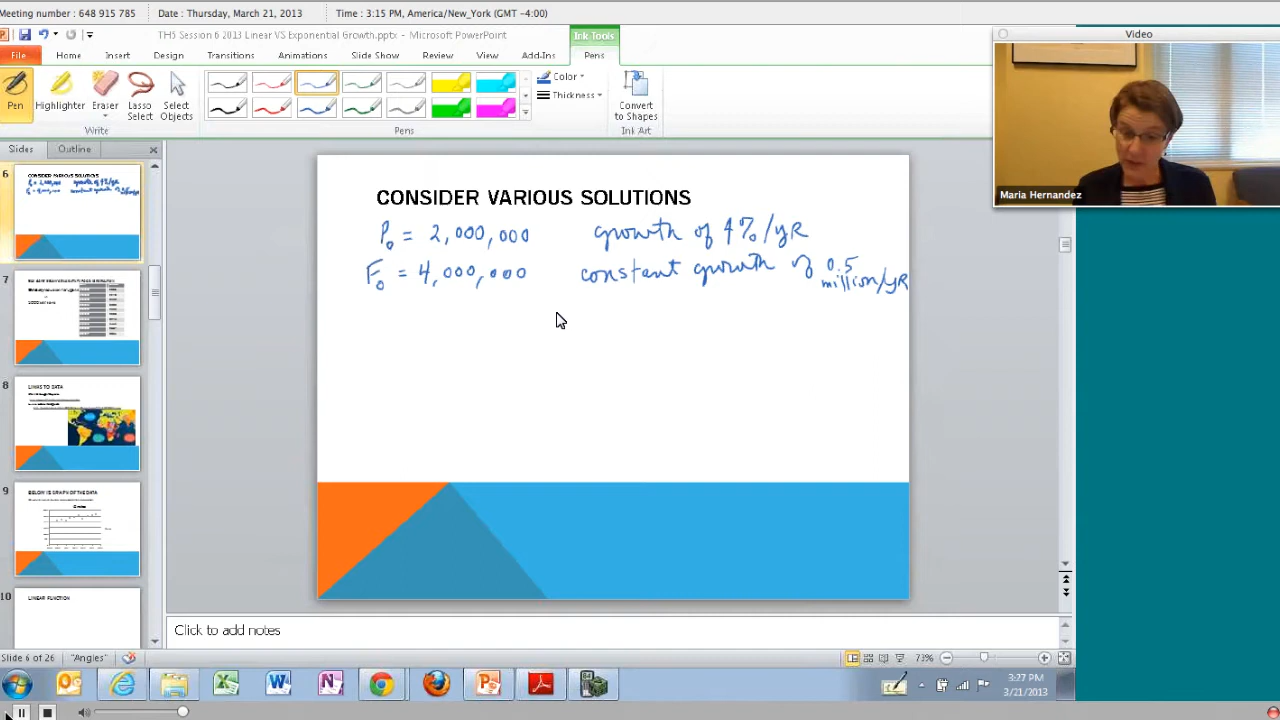 Meeting number: 648 915 785
Date : Thursday, March 21, 2013
Time : 3:15 PM, America/New_York (GMT -4:00)
TH5 Session 6 2013 Linear VS Exponential Growth.pptx - Microsoft PowerPoint
Ink Tools
Video
File
Home
Insert
Design
Transitions
Animations
Slide Show
Review
View
Add-Ins
Pens
Pen
Highlighter
Eraser
Lasso Select
Select Objects
Color
Thickness
Convert to Shapes
Write
Pens
Ink Art
Maria Hernandez
Slides
Outline
6
CONSIDER VARIOUS SOLUTIONS
P₀ = 2,000,000 growth of 4%/yR
F₀ = 4,000,000 constant growth of 0.5 million/yR
7
8
LINKS TO DATA
9
BELOW IS GRAPH OF THE DATA
10
LINEAR FUNCTION
Click to add notes
Slide 6 of 26
"Angles"
73%
3:27 PM
3/21/2013